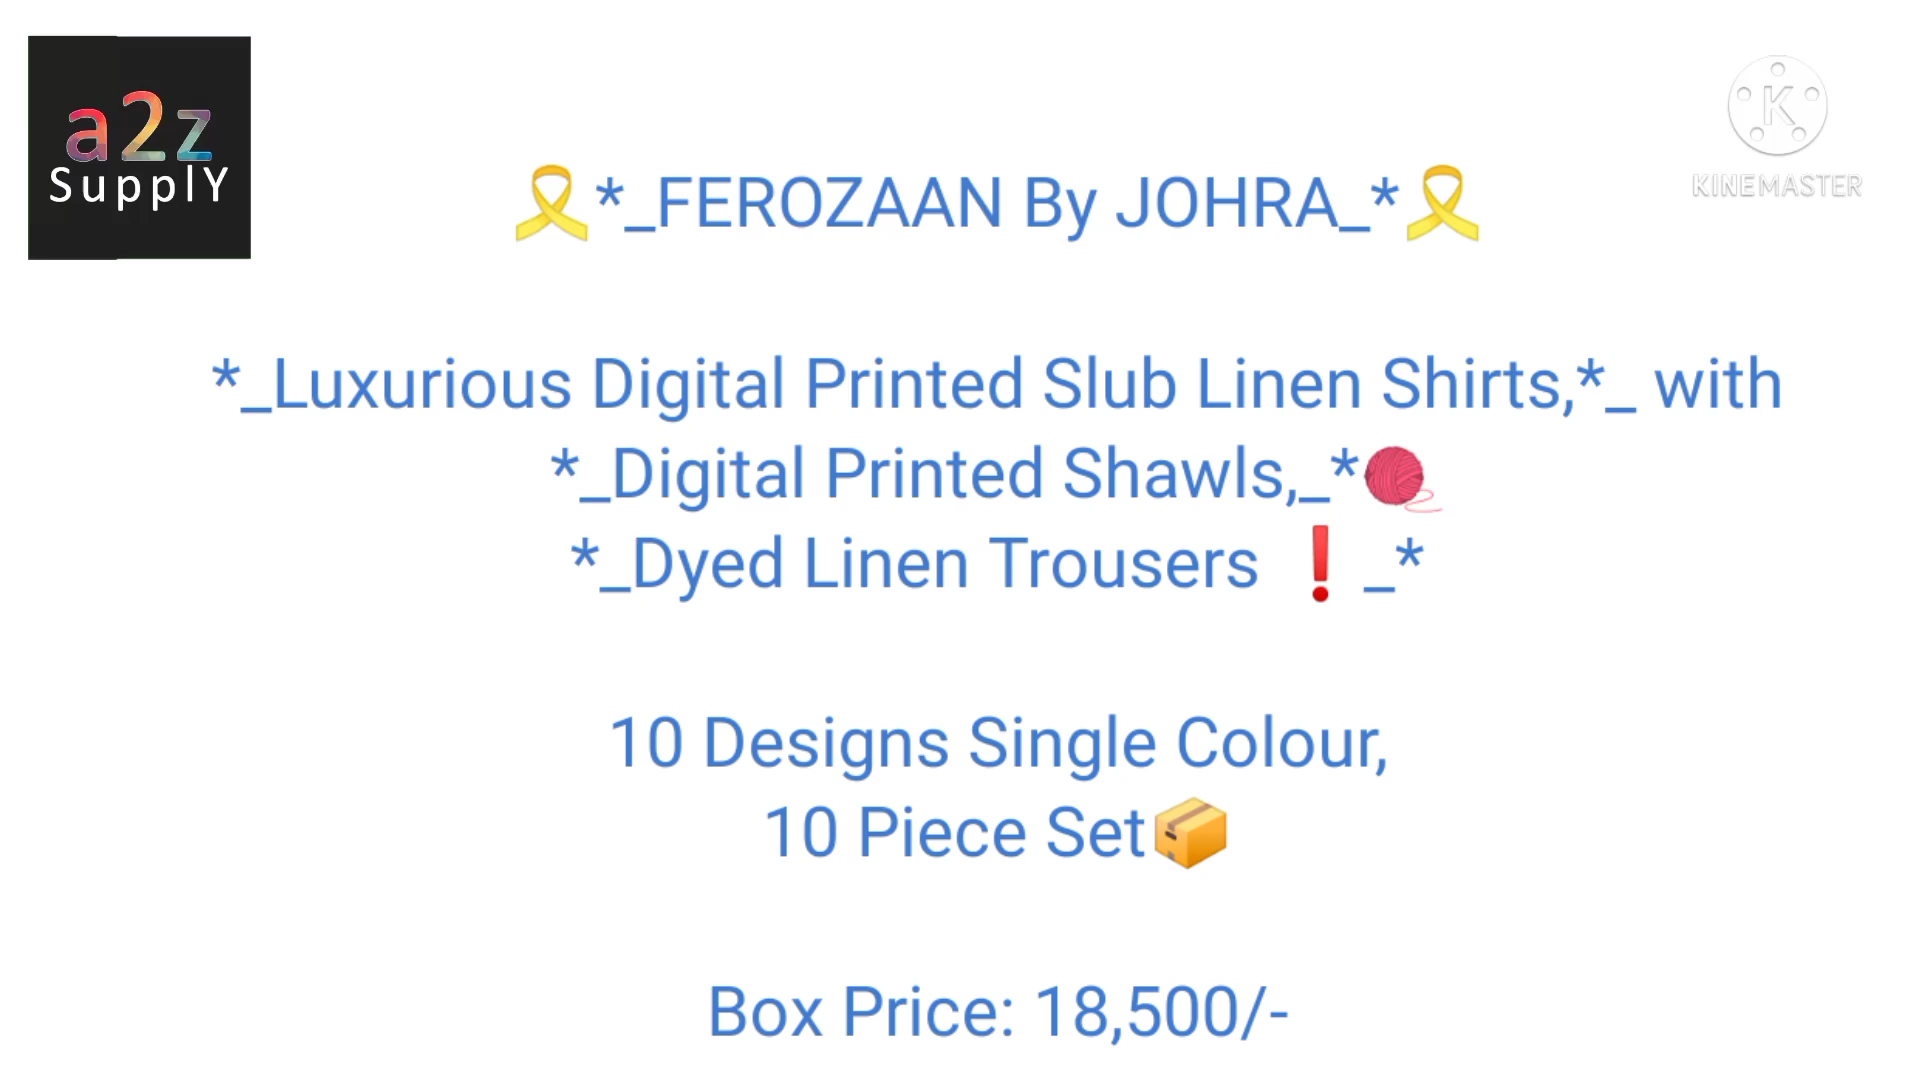 a2z
SupplY
KINEMASTER
🎗️*_FEROZAAN By JOHRA_*🎗️
*_Luxurious Digital Printed Slub Linen Shirts,*_ with
*_Digital Printed Shawls,_*🧶
*_Dyed Linen Trousers ❗_*
10 Designs Single Colour,
10 Piece Set📦
Box Price: 18,500/-